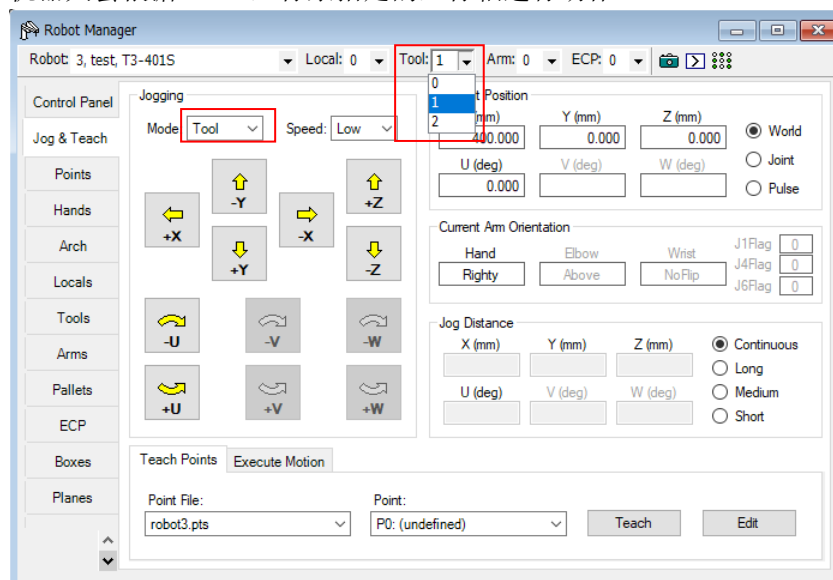 Robot Manager
Robot: 3, test, T3-401S Local: 0 Tool: 1 Arm: 0 ECP: 0
0
1
2
Control Panel
Jog & Teach
Points
Hands
Arch
Locals
Tools
Arms
Pallets
ECP
Boxes
Planes
Jogging
Mode: Tool Speed: Low
-Y
+Z
+X
-X
+Y
-Z
-U
-V
-W
+U
+V
+W
t Position
(mm) Y (mm) Z (mm)
400.000 0.000 0.000
U (deg) V (deg) W (deg)
0.000
World
Joint
Pulse
Current Arm Orientation
Hand Elbow Wrist
Righty Above NoFlip
J1Flag 0
J4Flag 0
J6Flag 0
Jog Distance
X (mm) Y (mm) Z (mm)
U (deg) V (deg) W (deg)
Continuous
Long
Medium
Short
Teach Points Execute Motion
Point File: Point:
robot3.pts P0: (undefined) Teach Edit